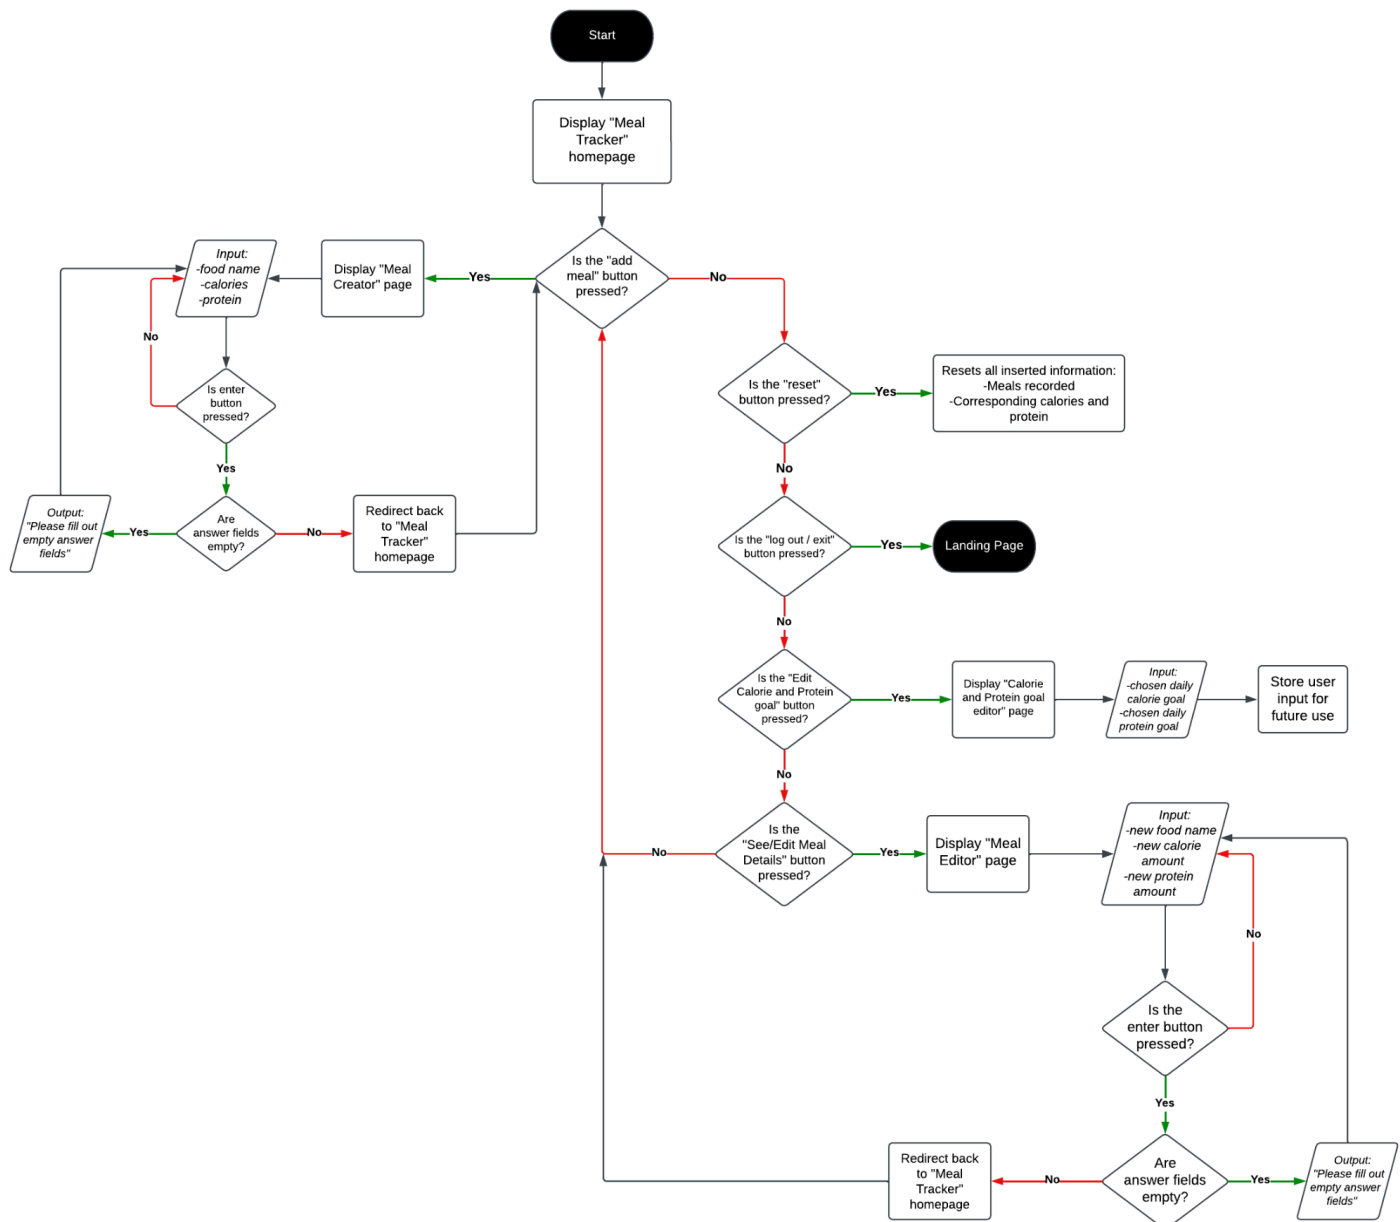 Start
Display "Meal
Tracker"
homepage
Is the "add
meal" button
pressed?
Yes
No
Display "Meal
Creator" page
Input:
-food name
-calories
-protein
No
Is enter
button
pressed?
Yes
Are
answer fields
empty?
Yes
Output:
"Please fill out
empty answer
fields"
No
Redirect back
to "Meal
Tracker"
homepage
Is the "reset"
button pressed?
Yes
Resets all inserted information:
-Meals recorded
-Corresponding calories and
protein
No
Is the "log out / exit"
button pressed?
Yes
Landing Page
No
Is the "Edit
Calorie and Protein
goal" button
pressed?
Yes
Display "Calorie
and Protein goal
editor" page
Input:
-chosen daily
calorie goal
-chosen daily
protein goal
Store user
input for
future use
No
Is the
"See/Edit Meal
Details" button
pressed?
No
Yes
Display "Meal
Editor" page
Input:
-new food name
-new calorie
amount
-new protein
amount
No
Is the
enter button
pressed?
Yes
Are
answer fields
empty?
No
Redirect back
to "Meal
Tracker"
homepage
Yes
Output:
"Please fill out
empty answer
fields"